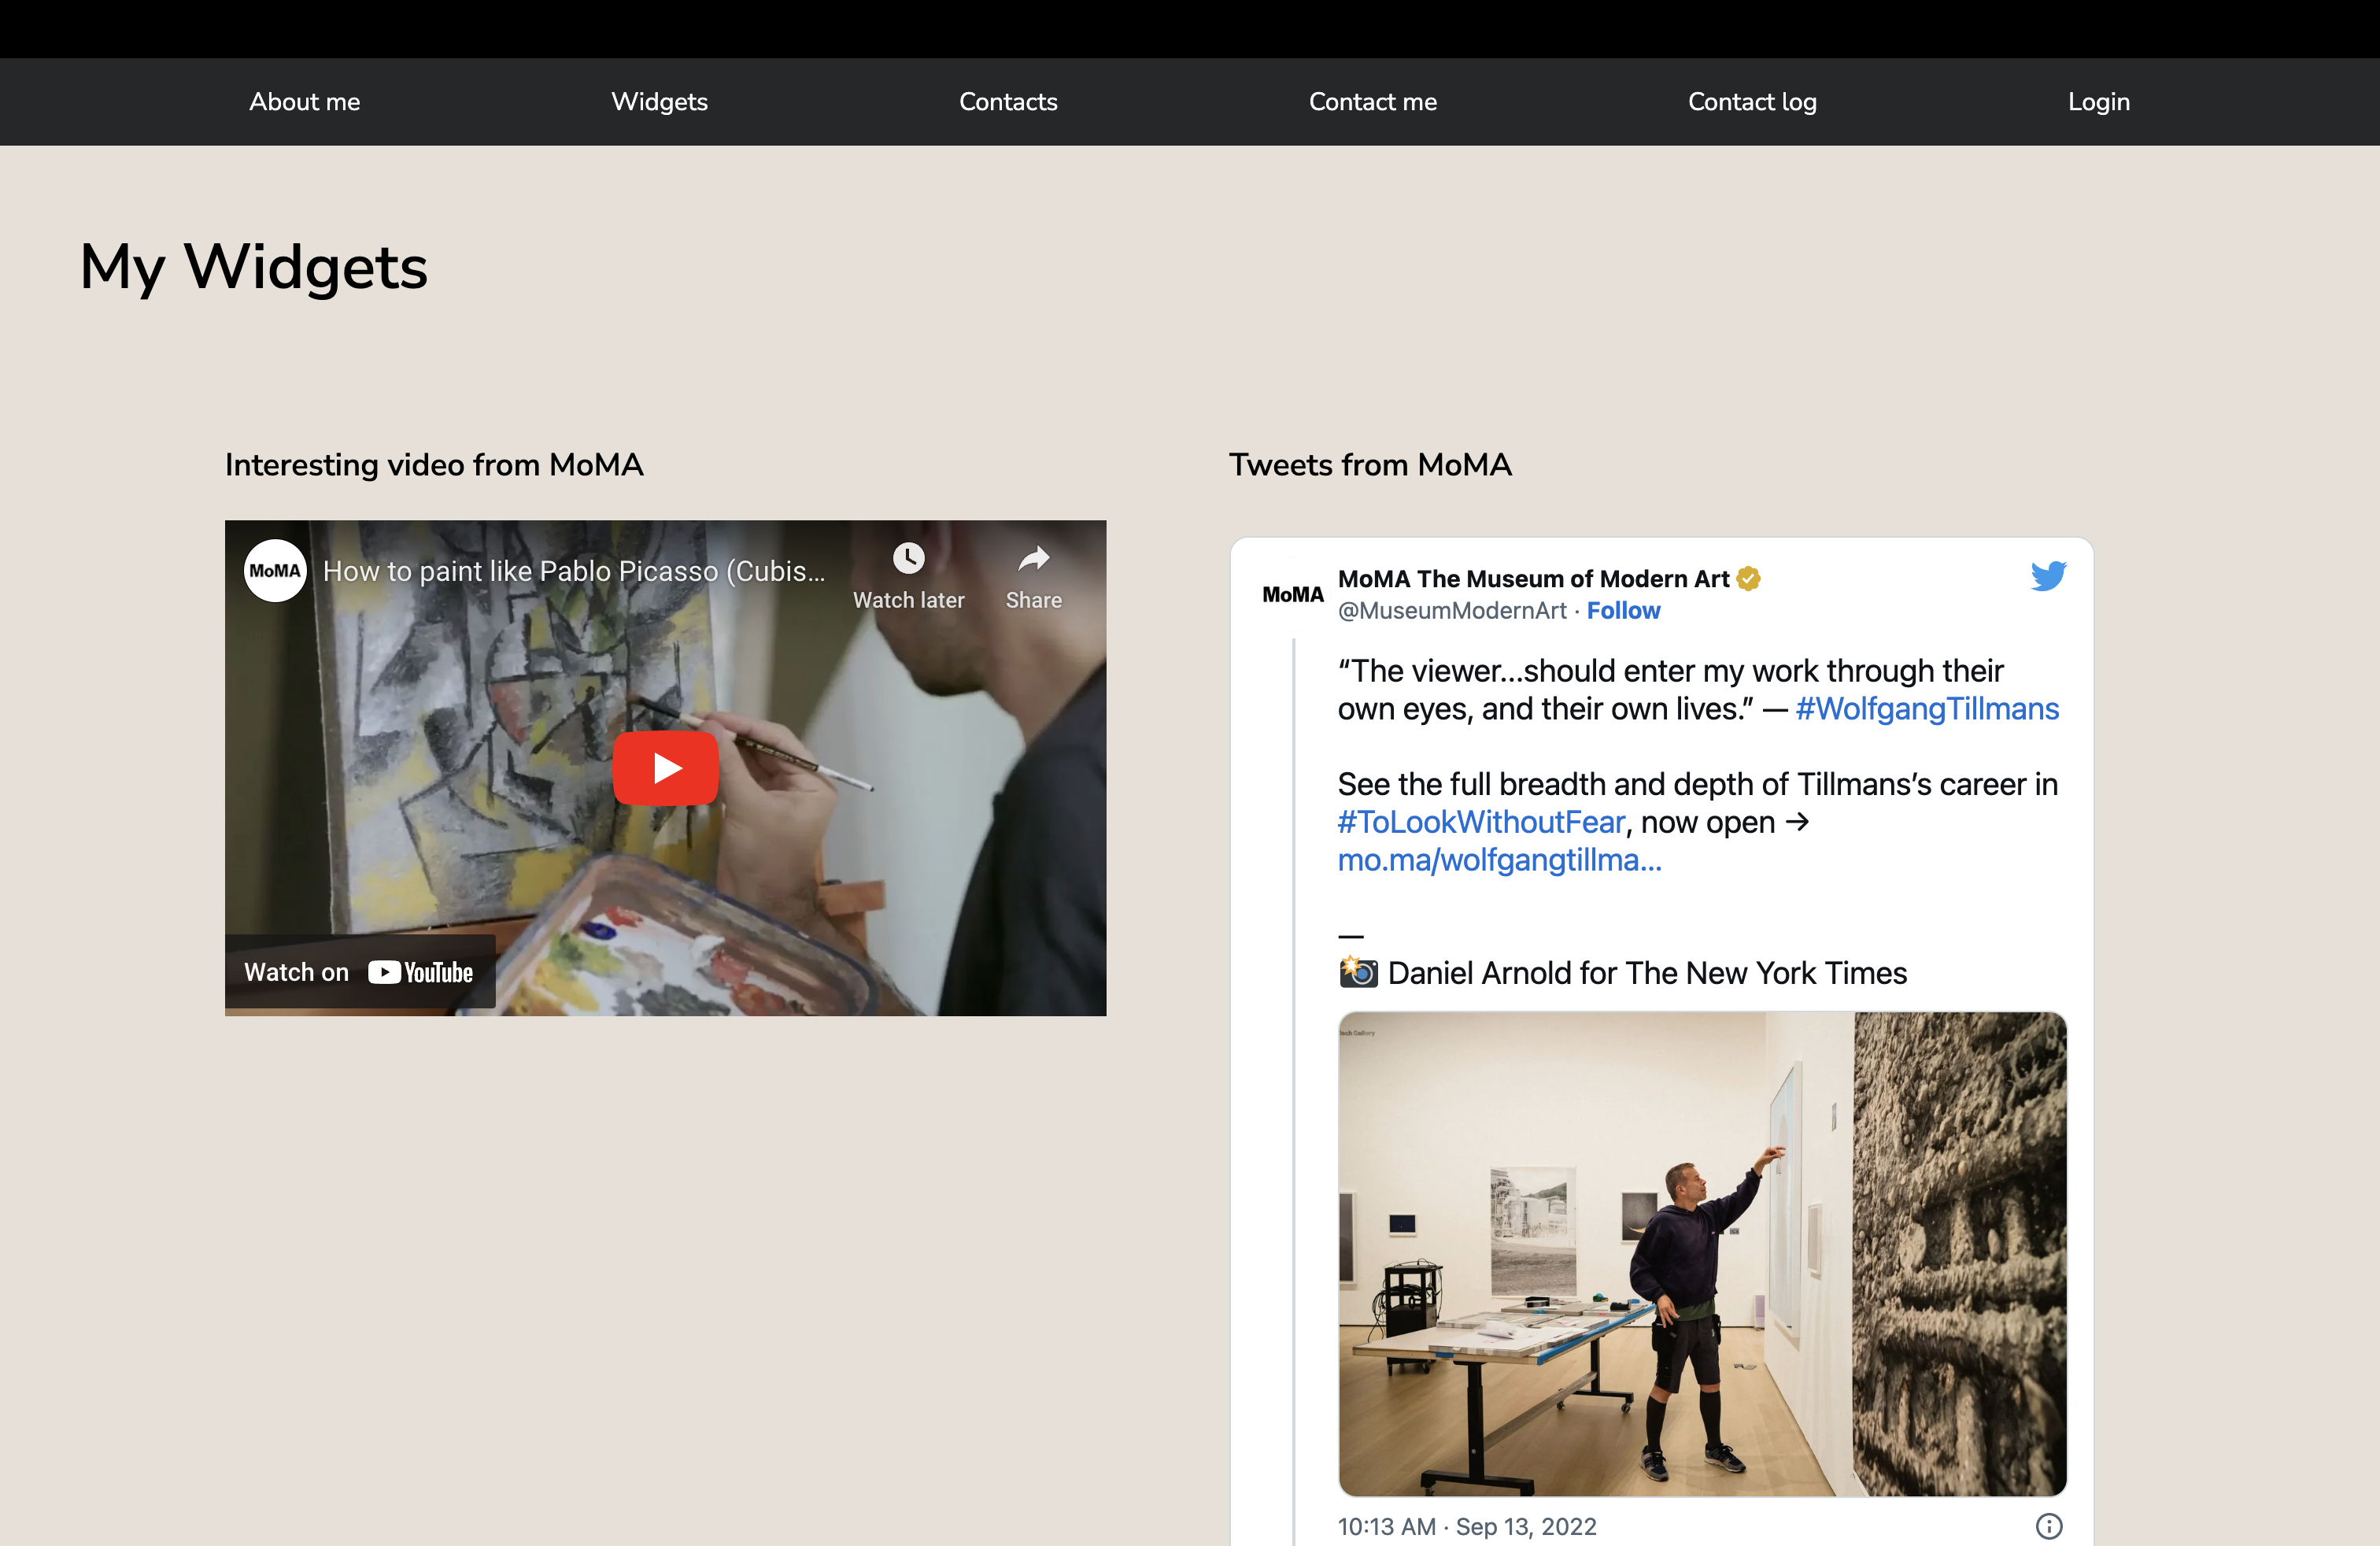 About me
Widgets
Contacts
Contact me
Contact log
Login
My Widgets
Interesting video from MoMA
MoMA
How to paint like Pablo Picasso (Cubis...
Watch later
Share
Watch on YouTube
Tweets from MoMA
MoMA
MoMA The Museum of Modern Art
@MuseumModernArt · Follow
“The viewer...should enter my work through their
own eyes, and their own lives.” — #WolfgangTillmans
See the full breadth and depth of Tillmans’s career in
#ToLookWithoutFear, now open →
mo.ma/wolfgangtillma...
—
📸 Daniel Arnold for The New York Times
Gallery
10:13 AM · Sep 13, 2022